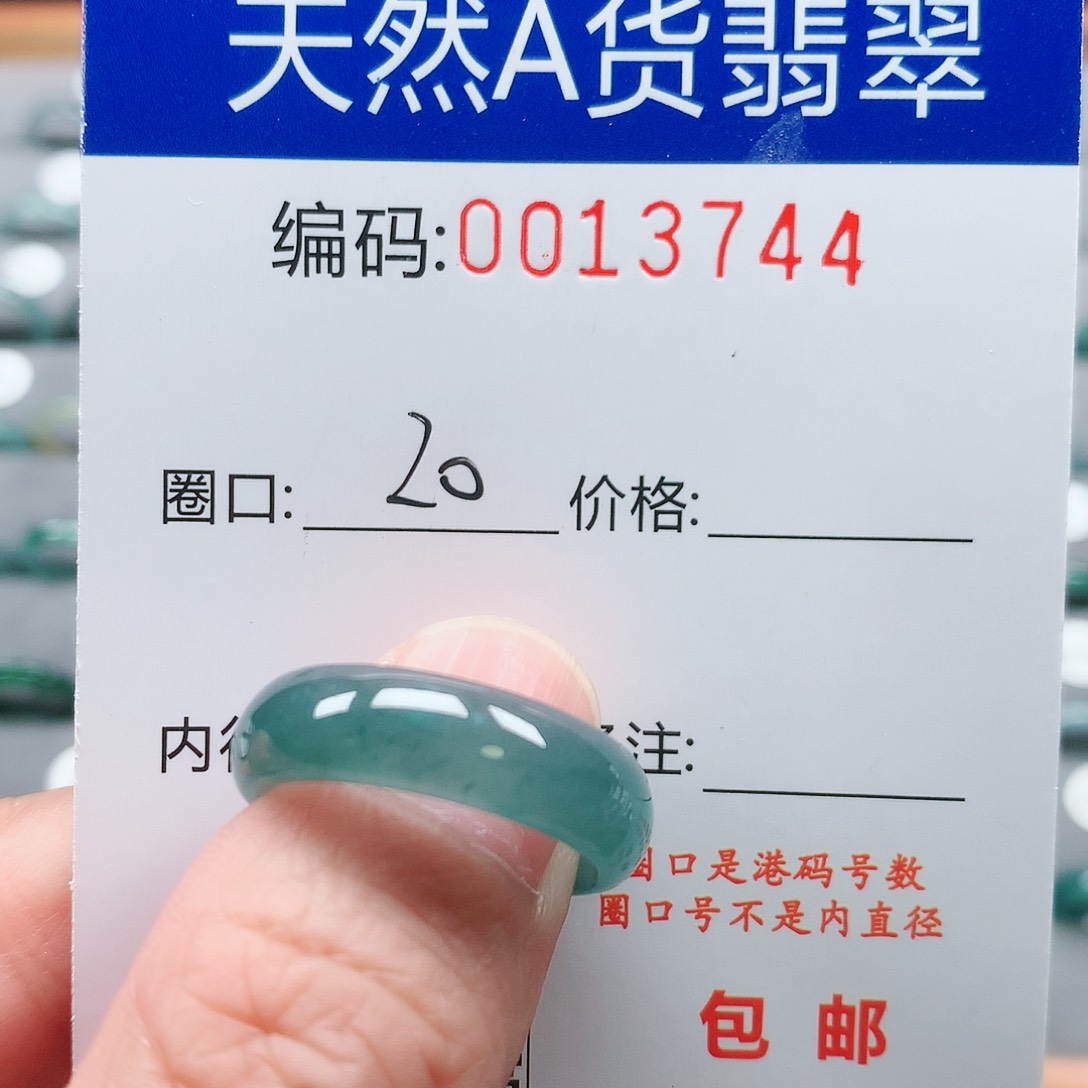 天然A货翡翠
编码:0013744
圈口: 20 价格:
内 注:
圈口是港码号数
圈口号不是内直径
包邮